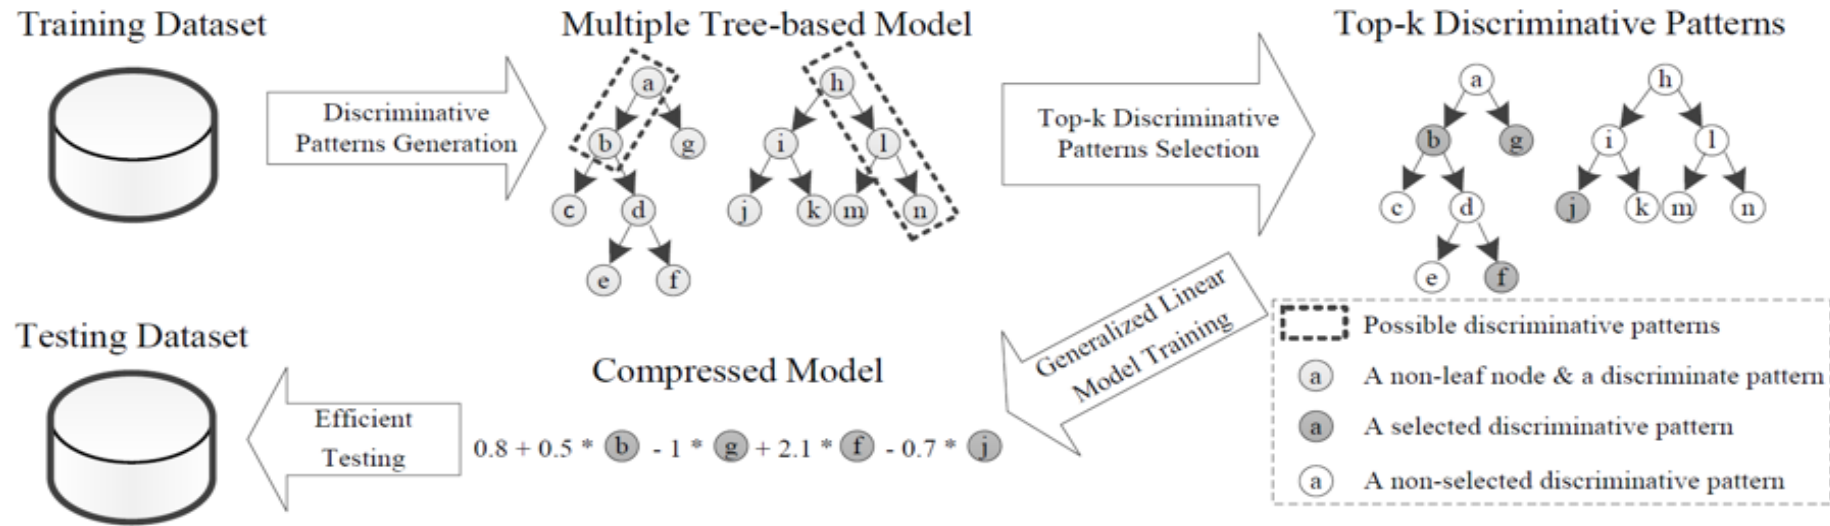 Training Dataset
Multiple Tree-based Model
Top-k Discriminative Patterns
Discriminative
Patterns Generation
a
b g
c d
e f
h
i l
j k m n
Top-k Discriminative
Patterns Selection
a
b g
c d
e f
h
i l
j k m n
Generalized Linear
Model Training
Possible discriminative patterns
a A non-leaf node & a discriminate pattern
a A selected discriminative pattern
a A non-selected discriminative pattern
Compressed Model
0.8 + 0.5 * b - 1 * g + 2.1 * f - 0.7 * j
Efficient
Testing
Testing Dataset